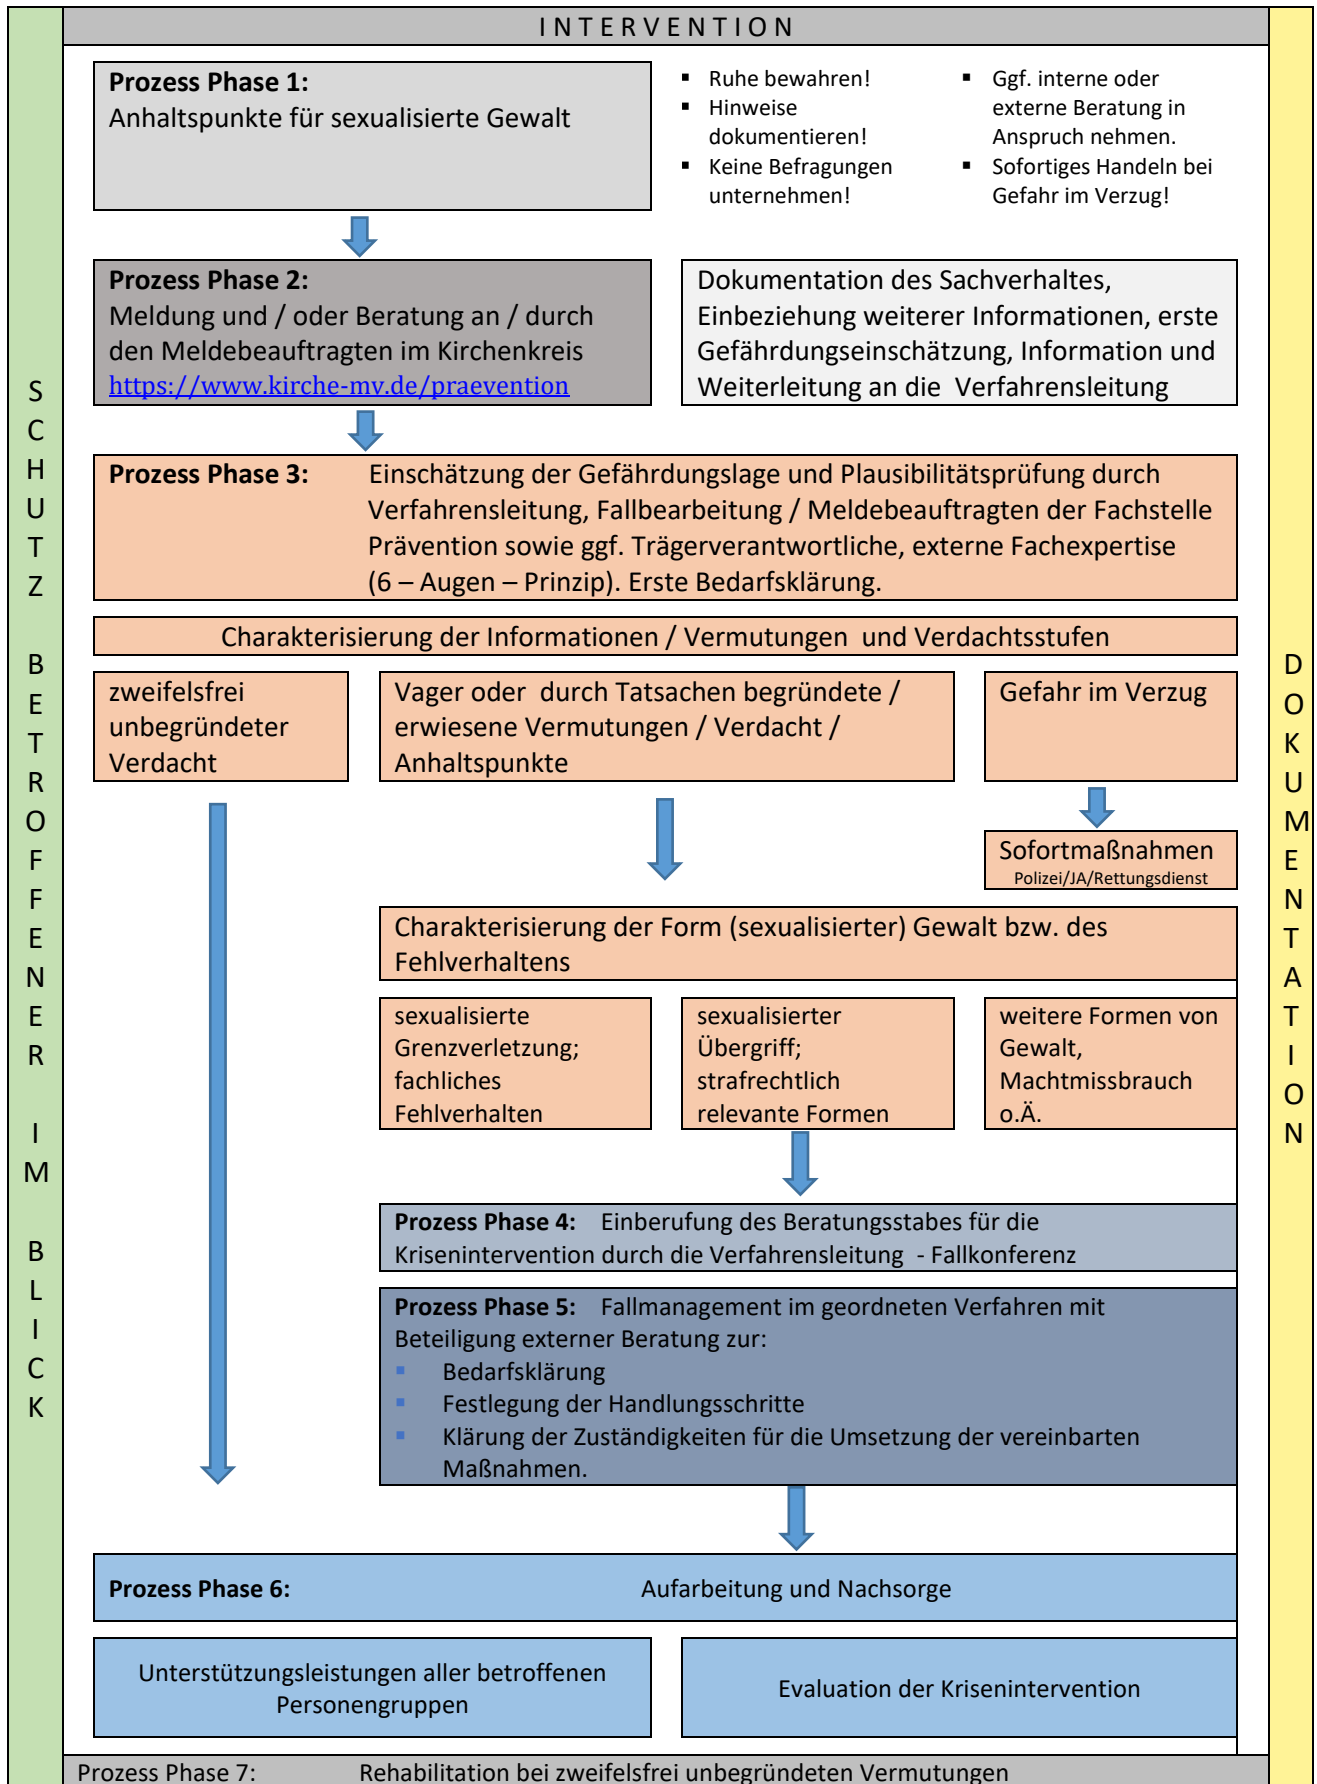 I N T E R V E N T I O N
Prozess Phase 1:
Anhaltspunkte für sexualisierte Gewalt
▪ Ruhe bewahren!
▪ Hinweise
dokumentieren!
▪ Keine Befragungen
unternehmen!
▪ Ggf. interne oder
externe Beratung in
Anspruch nehmen.
▪ Sofortiges Handeln bei
Gefahr im Verzug!
Prozess Phase 2:
Meldung und / oder Beratung an / durch
den Meldebeauftragten im Kirchenkreis
https://www.kirche-mv.de/praevention
Dokumentation des Sachverhaltes,
Einbeziehung weiterer Informationen, erste
Gefährdungseinschätzung, Information und
Weiterleitung an die Verfahrensleitung
Prozess Phase 3: Einschätzung der Gefährdungslage und Plausibilitätsprüfung durch
Verfahrensleitung, Fallbearbeitung / Meldebeauftragten der Fachstelle
Prävention sowie ggf. Trägerverantwortliche, externe Fachexpertise
(6 – Augen – Prinzip). Erste Bedarfsklärung.
Charakterisierung der Informationen / Vermutungen und Verdachtsstufen
zweifelsfrei
unbegründeter
Verdacht
Vager oder durch Tatsachen begründete /
erwiesene Vermutungen / Verdacht /
Anhaltspunkte
Gefahr im Verzug
Sofortmaßnahmen
Polizei/JA/Rettungsdienst
Charakterisierung der Form (sexualisierter) Gewalt bzw. des
Fehlverhaltens
sexualisierte
Grenzverletzung;
fachliches
Fehlverhalten
sexualisierter
Übergriff;
strafrechtlich
relevante Formen
weitere Formen von
Gewalt,
Machtmissbrauch
o.Ä.
Prozess Phase 4: Einberufung des Beratungsstabes für die
Krisenintervention durch die Verfahrensleitung - Fallkonferenz
Prozess Phase 5: Fallmanagement im geordneten Verfahren mit
Beteiligung externer Beratung zur:
▪ Bedarfsklärung
▪ Festlegung der Handlungsschritte
▪ Klärung der Zuständigkeiten für die Umsetzung der vereinbarten
Maßnahmen.
Prozess Phase 6: Aufarbeitung und Nachsorge
Unterstützungsleistungen aller betroffenen
Personengruppen
Evaluation der Krisenintervention
Prozess Phase 7: Rehabilitation bei zweifelsfrei unbegründeten Vermutungen
S C H U T Z B E T R O F F E N E R I M B L I C K
D O K U M E N T A T I O N